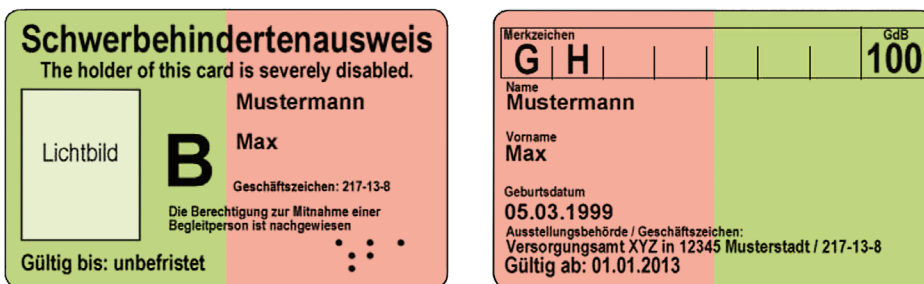 Schwerbehindertenausweis
The holder of this card is severely disabled.
Lichtbild
B
Mustermann
Max
Geschäftszeichen: 217-13-8
Die Berechtigung zur Mitnahme einer
Begleitperson ist nachgewiesen
Gültig bis: unbefristet
Merkzeichen GdB
G H 100
Name
Mustermann
Vorname
Max
Geburtsdatum
05.03.1999
Ausstellungsbehörde / Geschäftszeichen:
Versorgungsamt XYZ in 12345 Musterstadt / 217-13-8
Gültig ab: 01.01.2013